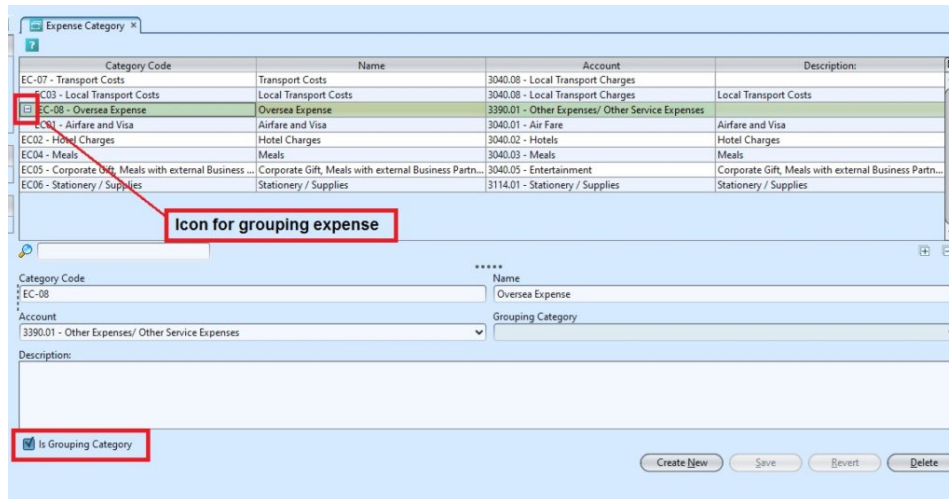 Expense Category
Category Code Name Account Description:
EC-07 - Transport Costs Transport Costs 3040.08 - Local Transport Charges
EC03 - Local Transport Costs Local Transport Costs 3040.08 - Local Transport Charges Local Transport Costs
EC-08 - Oversea Expense Oversea Expense 3390.01 - Other Expenses/ Other Service Expenses
EC01 - Airfare and Visa Airfare and Visa 3040.01 - Air Fare Airfare and Visa
EC02 - Hotel Charges Hotel Charges 3040.02 - Hotels Hotel Charges
EC04 - Meals Meals 3040.03 - Meals Meals
EC05 - Corporate Gift, Meals with external Business ... Corporate Gift, Meals with external Business Partn... 3040.05 - Entertainment Corporate Gift, Meals with external Business Partn...
EC06 - Stationery / Supplies Stationery / Supplies 3114.01 - Stationery / Supplies Stationery / Supplies
Icon for grouping expense
Category Code Name
EC-08 Oversea Expense
Account Grouping Category
3390.01 - Other Expenses/ Other Service Expenses
Description:
Is Grouping Category
Create New Save Revert Delete